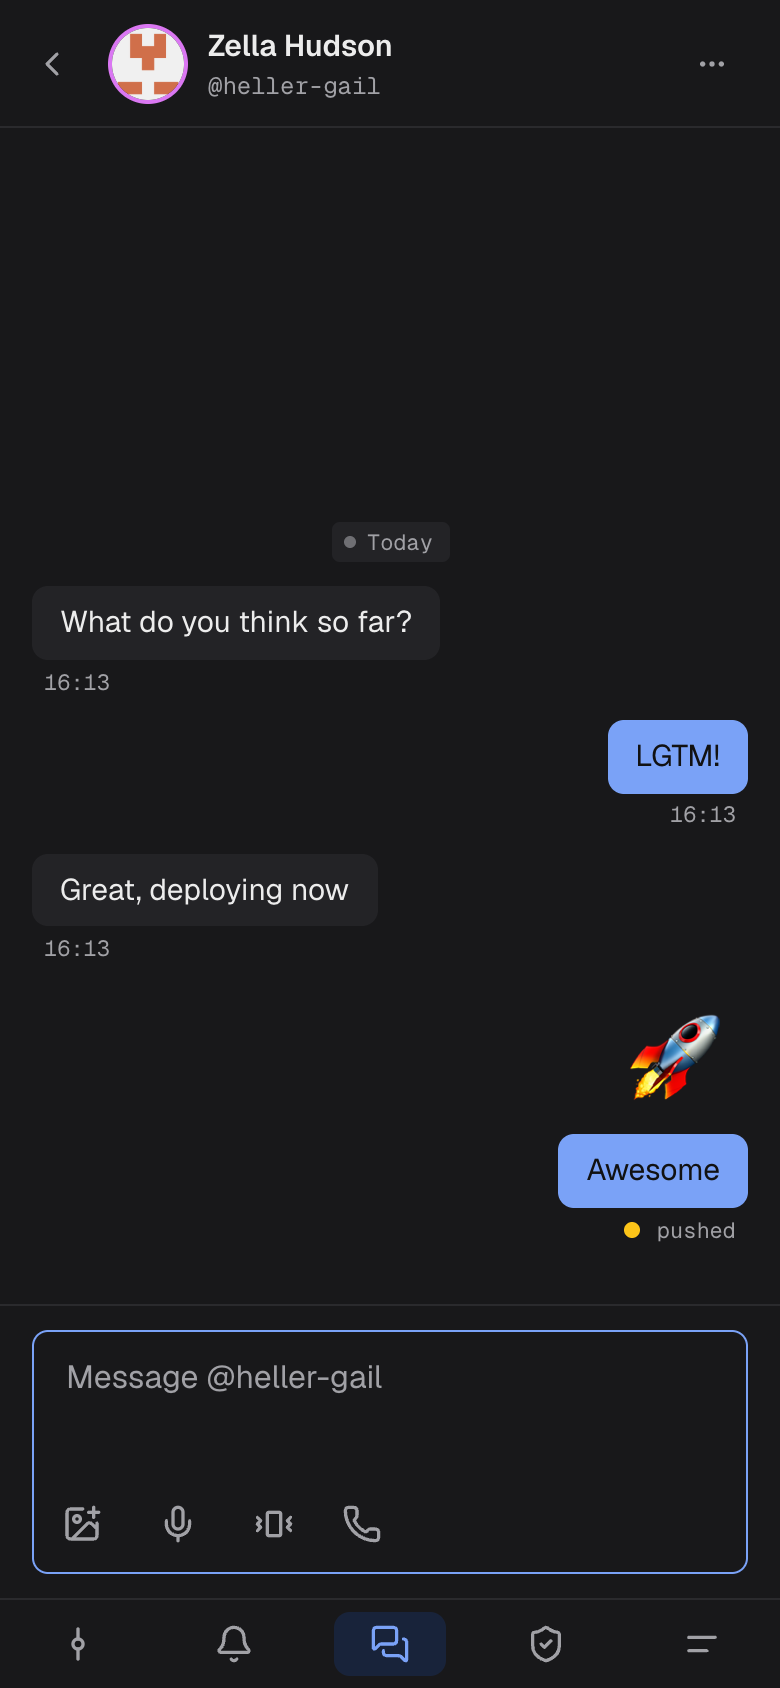 Zella Hudson
@heller-gail
Today
What do you think so far?
16:13
LGTM!
16:13
Great, deploying now
16:13
🚀
Awesome
pushed
Message @heller-gail